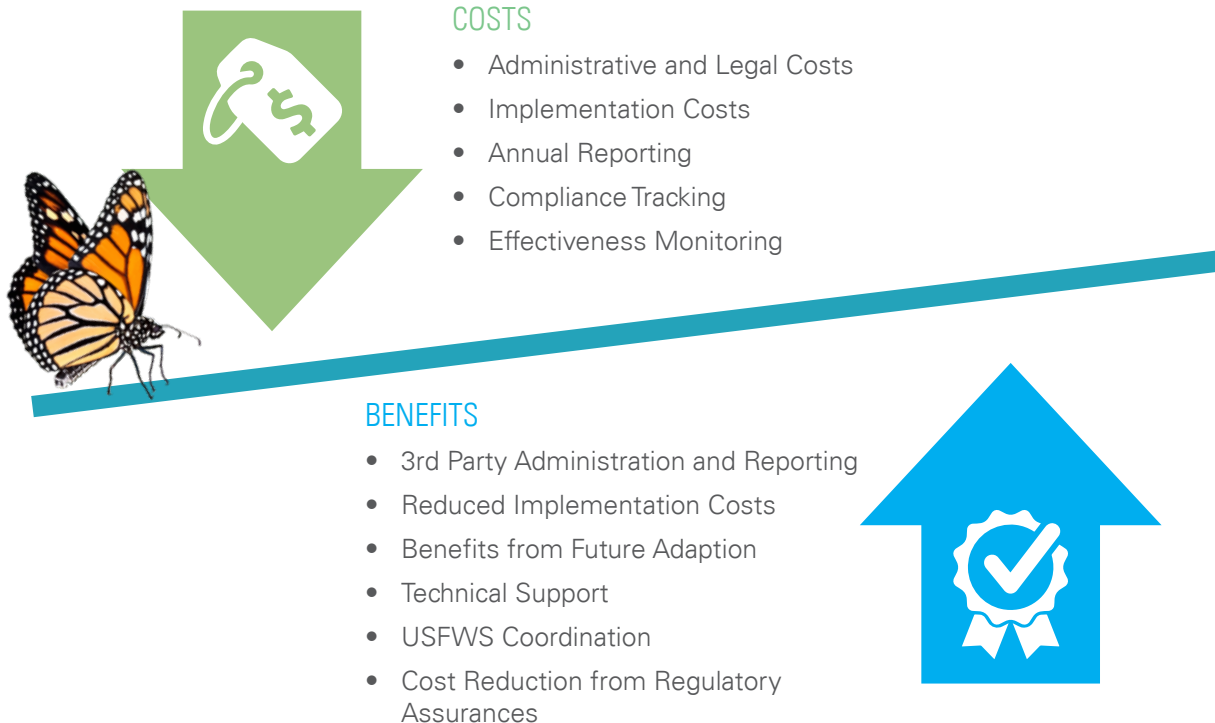 COSTS
• Administrative and Legal Costs
• Implementation Costs
• Annual Reporting
• Compliance Tracking
• Effectiveness Monitoring
$
BENEFITS
• 3rd Party Administration and Reporting
• Reduced Implementation Costs
• Benefits from Future Adaption
• Technical Support
• USFWS Coordination
• Cost Reduction from Regulatory
Assurances